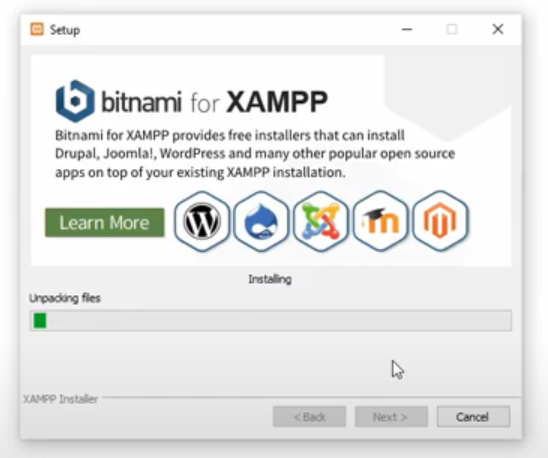 Setup
bitnami for XAMPP
Bitnami for XAMPP provides free installers that can install
Drupal, Joomla!, WordPress and many other popular open source
apps on top of your existing XAMPP installation.
Learn More
Installing
Unpacking files
XAMPP Installer
< Back
Next >
Cancel